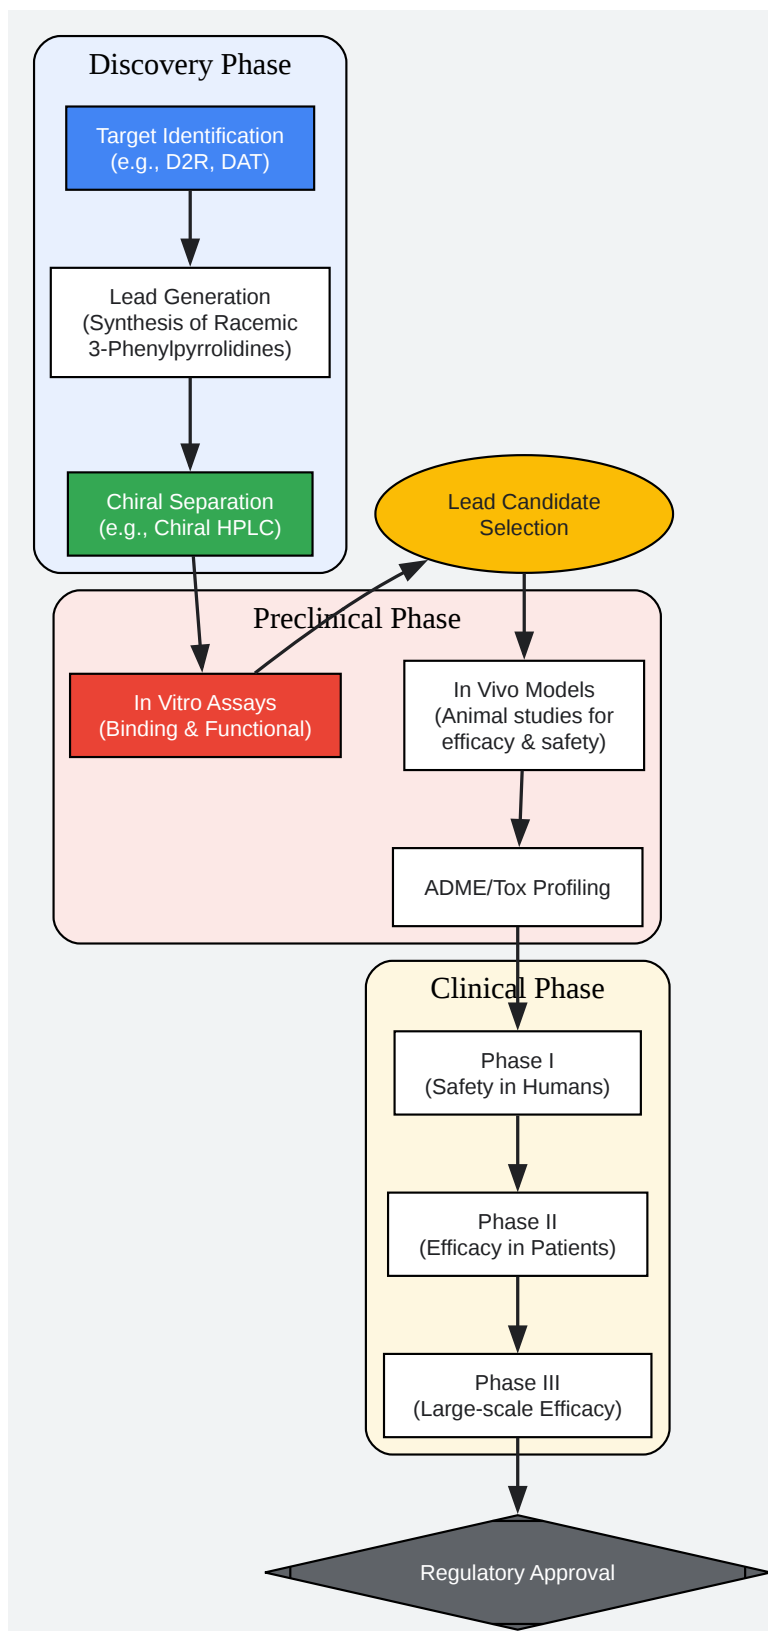 Discovery Phase
Target Identification
(e.g., D2R, DAT)
Lead Generation
(Synthesis of Racemic
3-Phenylpyrrolidines)
Chiral Separation
(e.g., Chiral HPLC)
Lead Candidate
Selection
Preclinical Phase
In Vitro Assays
(Binding & Functional)
In Vivo Models
(Animal studies for
efficacy & safety)
ADME/Tox Profiling
Clinical Phase
Phase I
(Safety in Humans)
Phase II
(Efficacy in Patients)
Phase III
(Large-scale Efficacy)
Regulatory Approval